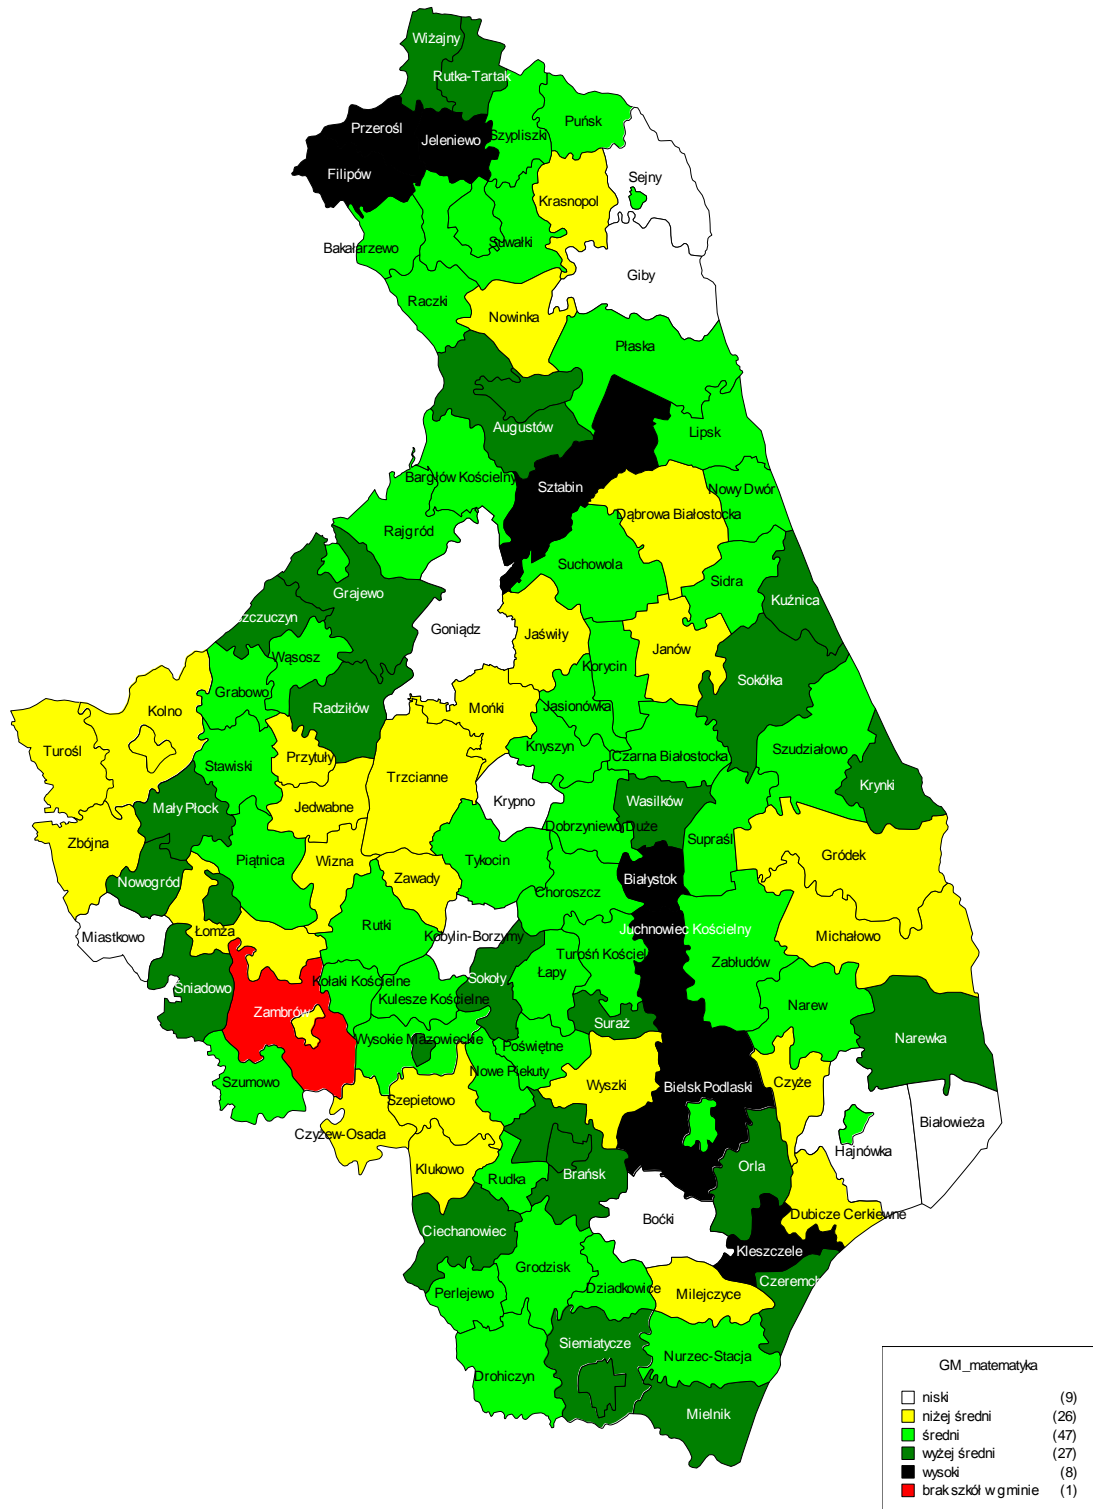 Wiżajny
Rutka-Tartak
Przerośl
Jeleniewo
Szypliszki
Puńsk
Filipów
Sejny
Krasnopol
Bakałarzewo
Suwałki
Giby
Raczki
Nowinka
Płaska
Augustów
Lipsk
Bargłów Kościelny
Sztabin
Nowy Dwór
Dąbrowa Białostocka
Rajgród
Suchowola
Sidra
Grajewo
Kuźnica
Szczuczyn
Goniądz
Jaświły
Janów
Wąsosz
Korycin
Sokółka
Grabowo
Radziłów
Mońki
Jasionówka
Kolno
Turośl
Przytuły
Knyszyn
Czarna Białostocka
Szudziałowo
Stawiski
Trzcianne
Krynki
Mały Płock
Jedwabne
Krypno
Wasilków
Zbójna
Dobrzyniewo Duże
Supraśl
Piątnica
Wizna
Tykocin
Gródek
Nowogród
Zawady
Białystok
Choroszcz
Łomża
Rutki
Miastkowo
Kobylin-Borzymy
Juchnowiec Kościelny
Michałowo
Turośń Kościel
Zabłudów
Śniadowo
Kołaki Kościelne
Sokoły
Łapy
Kulesze Kościelne
Zambrów
Narew
Suraż
Wysokie Mazowieckie
Poświętne
Narewka
Szumowo
Nowe Piekuty
Wyszki
Bielsk Podlaski
Czyże
Szepietowo
Białowieża
Czyżew-Osada
Hajnówka
Klukowo
Rudka
Brańsk
Orla
Boćki
Dubicze Cerkiewne
Ciechanowiec
Kleszczele
Grodzisk
Czeremch
Perlejewo
Dziadkowice
Milejczyce
Siemiatycze
Nurzec-Stacja
Drohiczyn
Mielnik
GM_matematyka
niski (9)
niżej średni (26)
średni (47)
wyżej średni (27)
wysoki (8)
brak szkół w gminie (1)